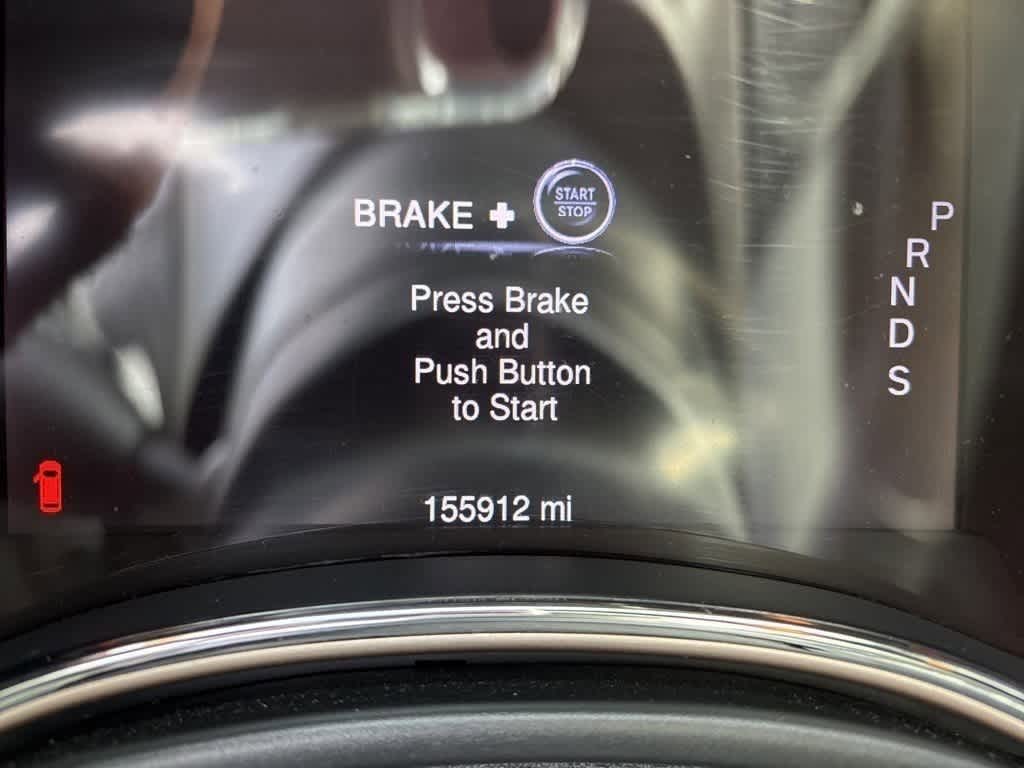 BRAKE + START STOP
Press Brake
and
Push Button
to Start
155912 mi
P
R
N
D
S